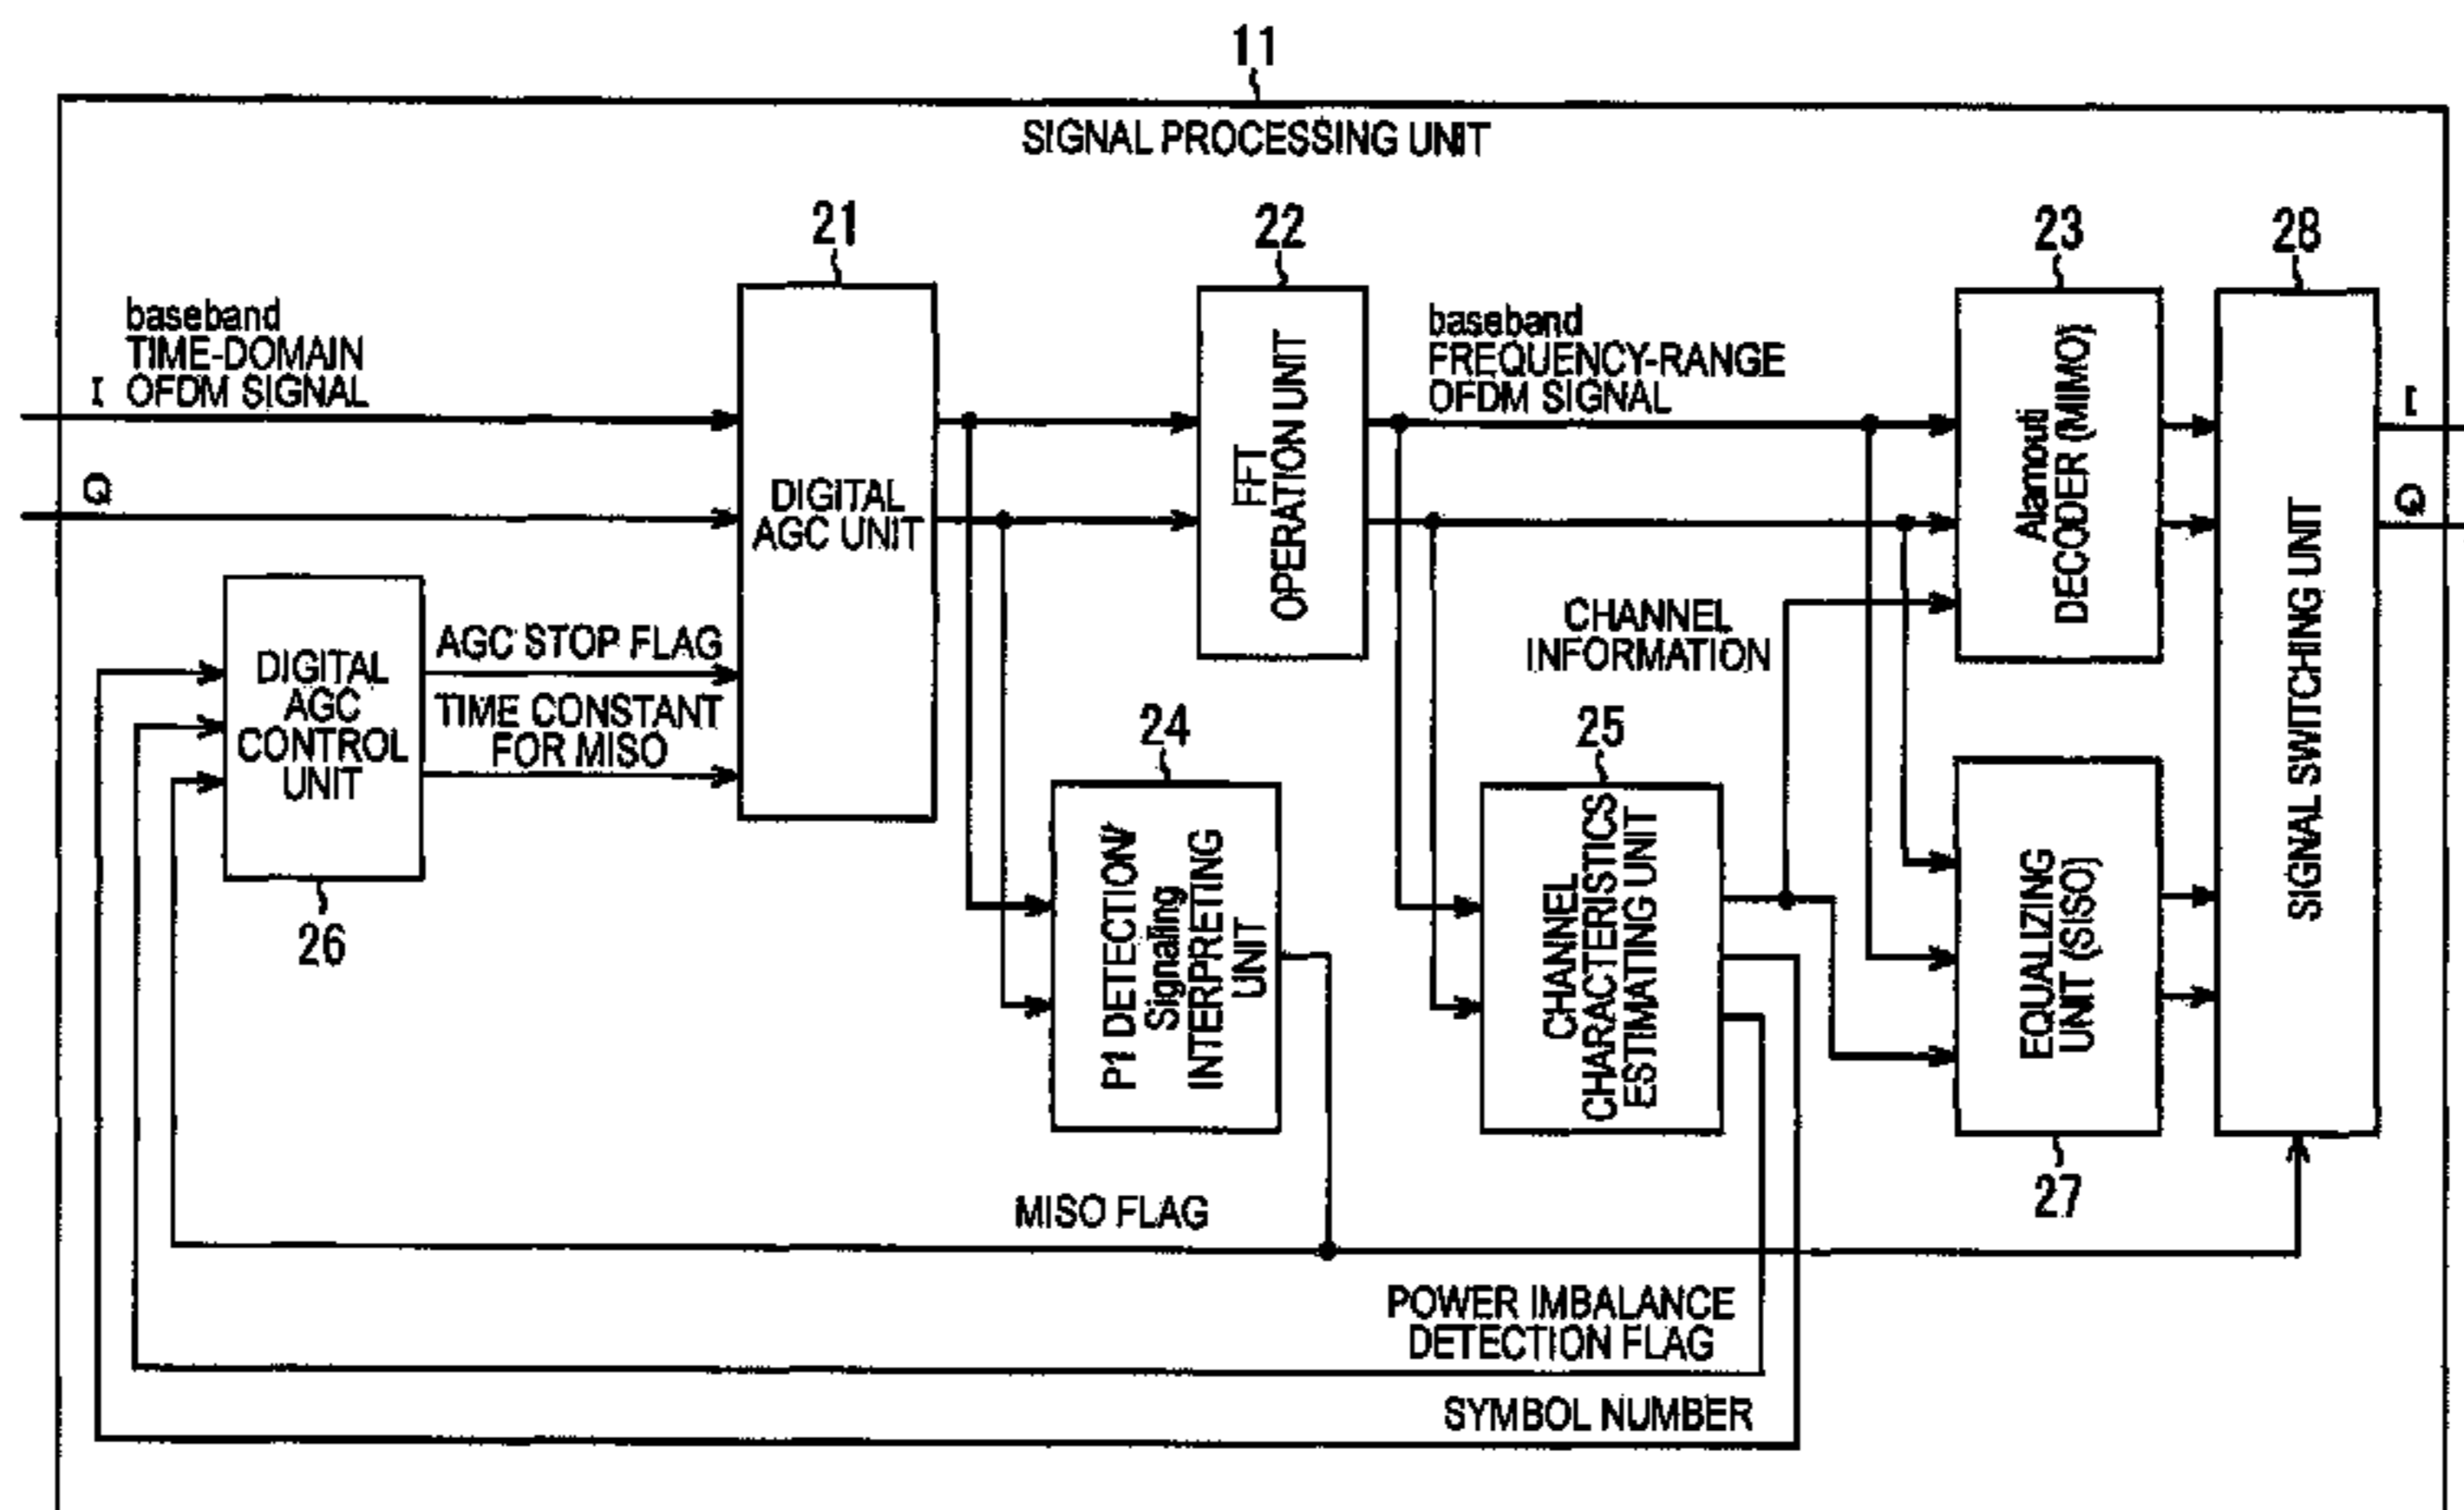 11
SIGNAL PROCESSING UNIT
21
22
23
28
baseband
TIME-DOMAIN
I OFDM SIGNAL
Q
DIGITAL
AGC UNIT
FFT
OPERATION UNIT
baseband
FREQUENCY-RANGE
OFDM SIGNAL
Alamouti
DECODER (MIMO)
SIGNAL SWITCHING UNIT
I
Q
DIGITAL
AGC
CONTROL
UNIT
26
AGC STOP FLAG
TIME CONSTANT
FOR MISO
CHANNEL
INFORMATION
24
P1 DETECTION/
Signaling
INTERPRETING
UNIT
25
CHANNEL
CHARACTERISTICS
ESTIMATING UNIT
EQUALIZING
UNIT (SISO)
27
MISO FLAG
POWER IMBALANCE
DETECTION FLAG
SYMBOL NUMBER